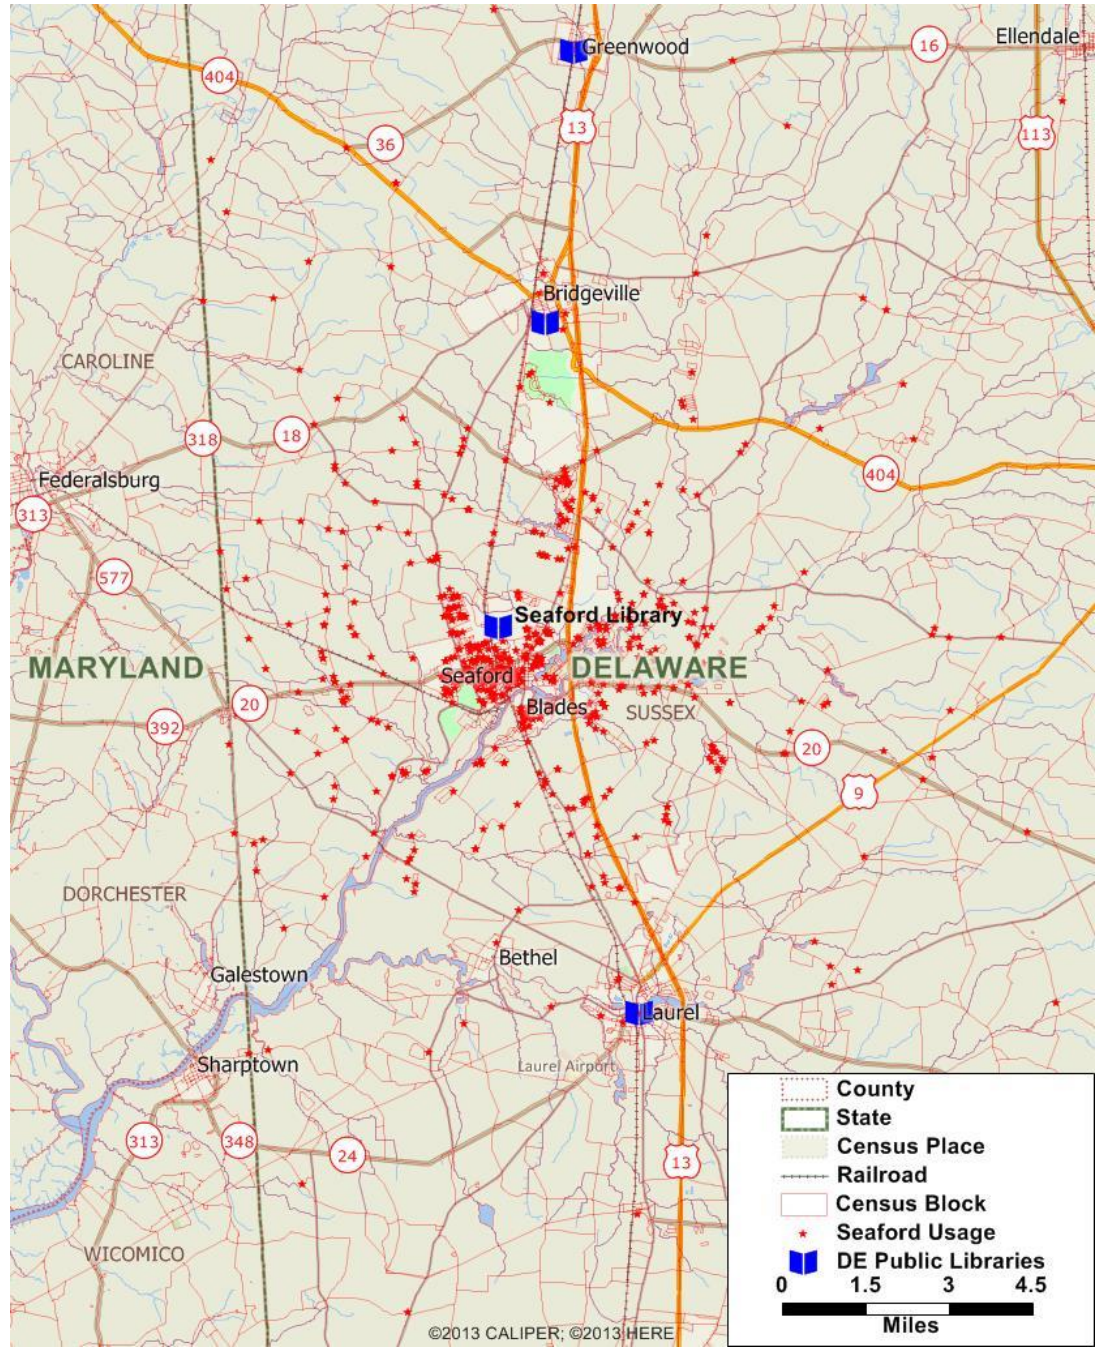 Greenwood
Ellendale
16
404
13
113
36
Bridgeville
CAROLINE
318
18
404
Federalsburg
313
577
Seaford Library
MARYLAND
DELAWARE
Seaford
Blades
SUSSEX
20
392
20
9
DORCHESTER
Bethel
Galestown
Laurel
Sharptown
Laurel Airport
313
348
24
13
WICOMICO
County
State
Census Place
Railroad
Census Block
Seaford Usage
DE Public Libraries
0 1.5 3 4.5
Miles
©2013 CALIPER; ©2013 HERE